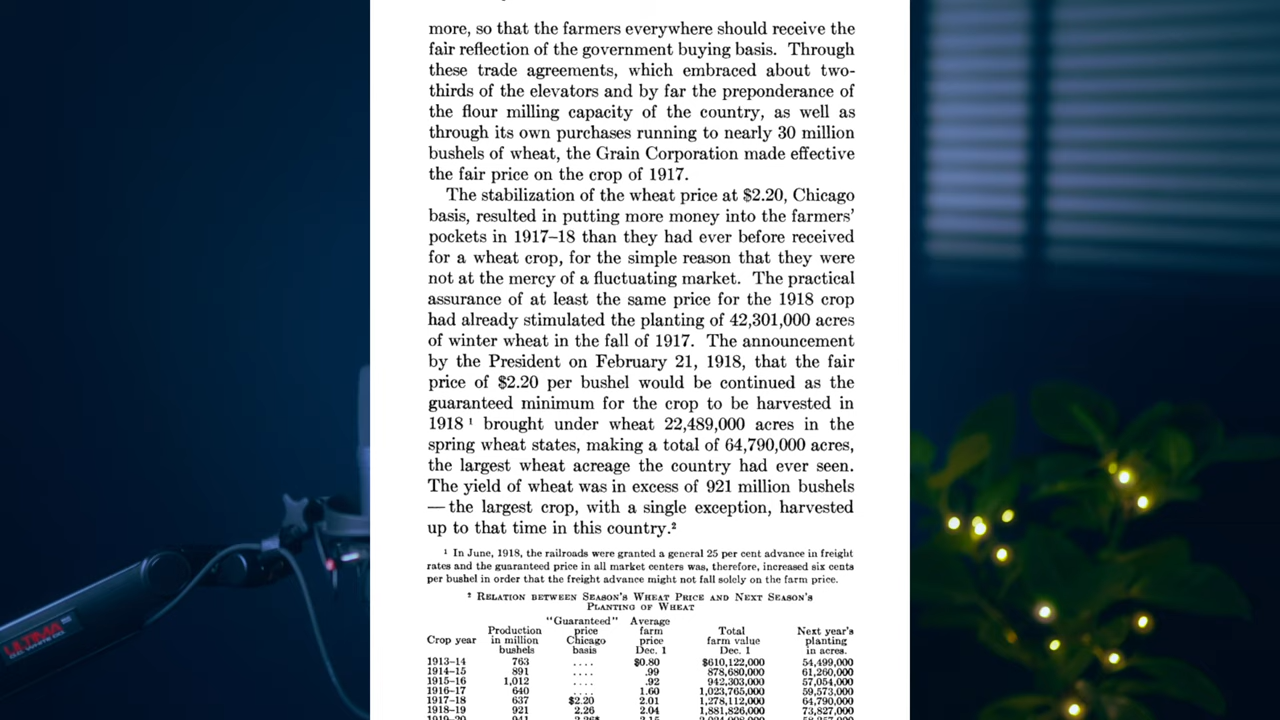 more, so that the farmers everywhere should receive the
fair reflection of the government buying basis. Through
these trade agreements, which embraced about two-
thirds of the elevators and by far the preponderance of
the flour milling capacity of the country, as well as
through its own purchases running to nearly 30 million
bushels of wheat, the Grain Corporation made effective
the fair price on the crop of 1917.
The stabilization of the wheat price at $2.20, Chicago
basis, resulted in putting more money into the farmers'
pockets in 1917–18 than they had ever before received
for a wheat crop, for the simple reason that they were
not at the mercy of a fluctuating market. The practical
assurance of at least the same price for the 1918 crop
had already stimulated the planting of 42,301,000 acres
of winter wheat in the fall of 1917. The announcement
by the President on February 21, 1918, that the fair
price of $2.20 per bushel would be continued as the
guaranteed minimum for the crop to be harvested in
1918 ¹ brought under wheat 22,489,000 acres in the
spring wheat states, making a total of 64,790,000 acres,
the largest wheat acreage the country had ever seen.
The yield of wheat was in excess of 921 million bushels
— the largest crop, with a single exception, harvested
up to that time in this country.²
¹ In June, 1918, the railroads were granted a general 25 per cent advance in freight
rates and the guaranteed price in all market centers was, therefore, increased six cents
per bushel in order that the freight advance might not fall solely on the farm price.
² Relation between Season's Wheat Price and Next Season's
Planting of Wheat
Crop year Production in million bushels "Guaranteed" price Chicago basis Average farm price Dec. 1 Total farm value Dec. 1 Next year's planting in acres.
1913–14 763 .... $0.80 $610,122,000 54,499,000
1914–15 891 .... .99 878,680,000 61,260,000
1915–16 1,012 .... .92 942,303,000 57,054,000
1916–17 640 .... 1.60 1,023,765,000 59,573,000
1917–18 637 $2.20 2.01 1,278,112,000 64,790,000
1918–19 921 2.26 2.04 1,881,826,000 73,827,000
ULTIMA